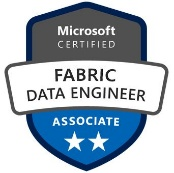 Microsoft
CERTIFIED
FABRIC
DATA ENGINEER
ASSOCIATE